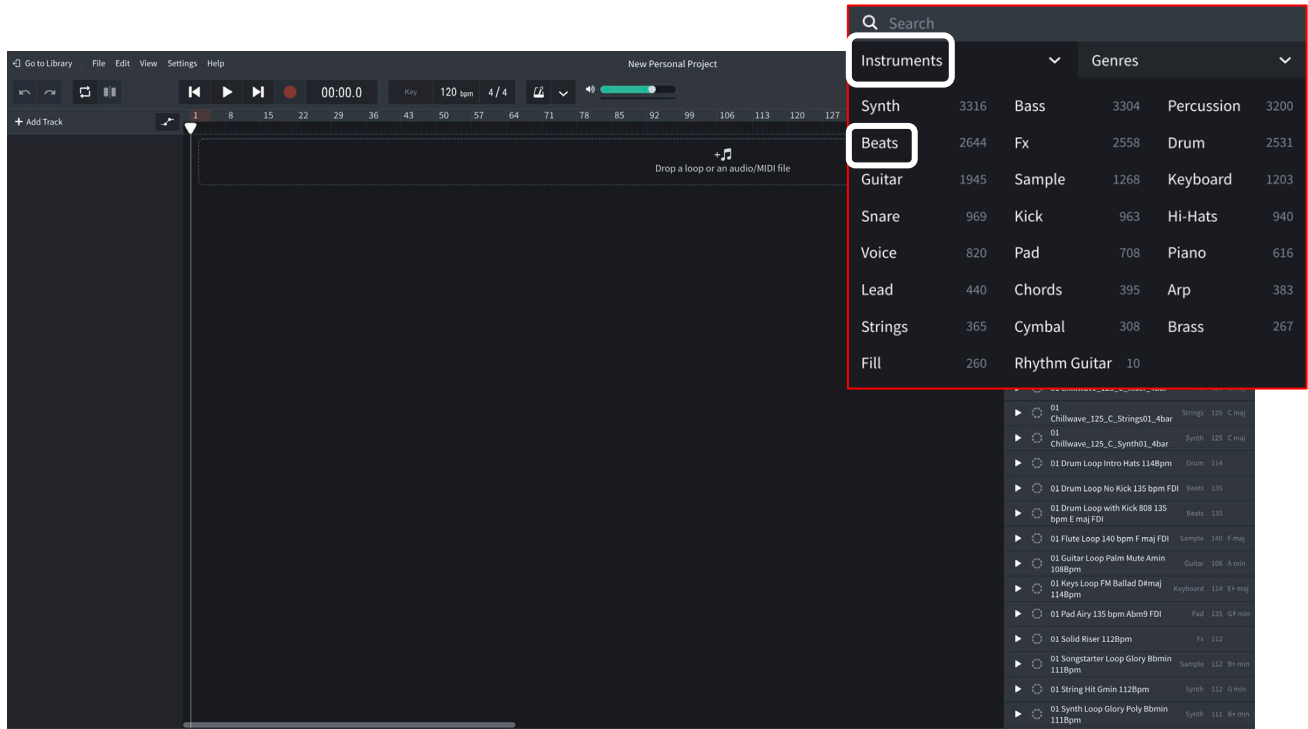 Search
Instruments Genres
Synth 3316 Bass 3304 Percussion 3200
Beats 2644 Fx 2558 Drum 2531
Guitar 1945 Sample 1268 Keyboard 1203
Snare 969 Kick 963 Hi-Hats 940
Voice 820 Pad 708 Piano 616
Lead 440 Chords 395 Arp 383
Strings 365 Cymbal 308 Brass 267
Fill 260 Rhythm Guitar 10
Go to Library File Edit View Settings Help New Personal Project
00:00.0 Key 120 bpm 4/4
+ Add Track 1 8 15 22 29 36 43 50 57 64 71 78 85 92 99 106 113 120 127
Drop a loop or an audio/MIDI file
01
Chillwave_125_C_Strings01_4bar Strings 125 C maj
01
Chillwave_125_C_Synth01_4bar Synth 125 C maj
01 Drum Loop Intro Hats 114Bpm Drum 114
01 Drum Loop No Kick 135 bpm FDI Beats 135
01 Drum Loop with Kick 808 135
bpm E maj FDI Beats 135
01 Flute Loop 140 bpm F maj FDI Sample 140 F maj
01 Guitar Loop Palm Mute Amin
108Bpm Guitar 108 A min
01 Keys Loop FM Ballad D#maj
114Bpm Keyboard 114 E♭ maj
01 Pad Airy 135 bpm Abm9 FDI Pad 135 G# min
01 Solid Riser 112Bpm Fx 112
01 Songstarter Loop Glory Bbmin
111Bpm Sample 112 B♭ min
01 String Hit Gmin 112Bpm Synth 112 G min
01 Synth Loop Glory Poly Bbmin
111Bpm Synth 111 B♭ min